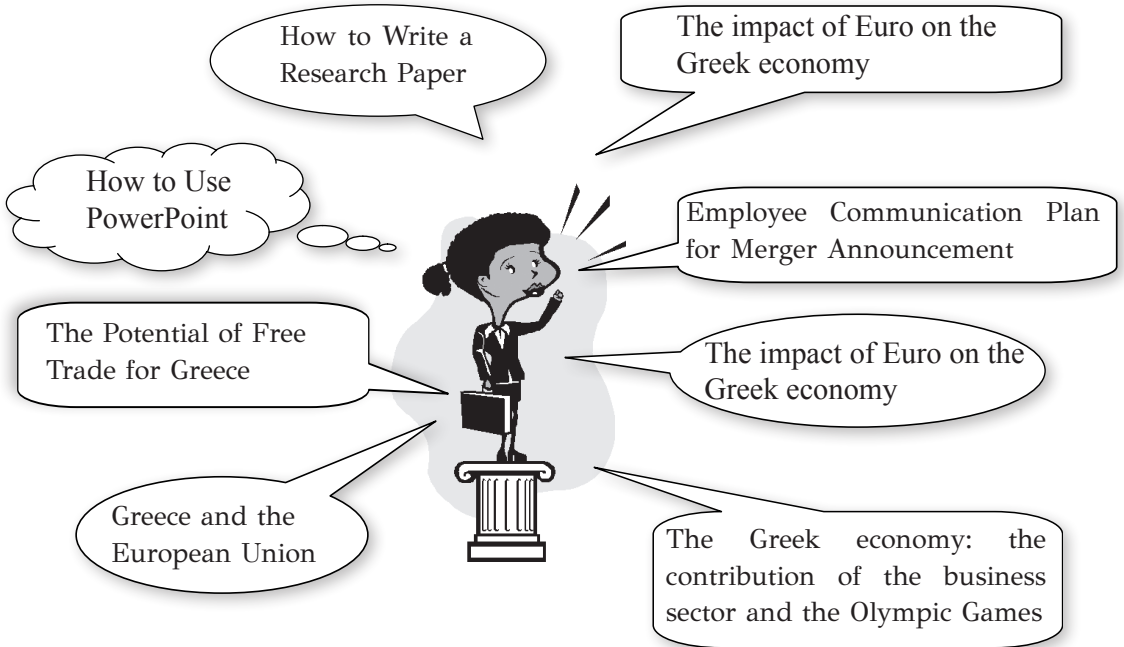 How to Write a
Research Paper
The impact of Euro on the
Greek economy
How to Use
PowerPoint
Employee Communication Plan
for Merger Announcement
The Potential of Free
Trade for Greece
The impact of Euro on the
Greek economy
Greece and the
European Union
The Greek economy: the
contribution of the business
sector and the Olympic Games